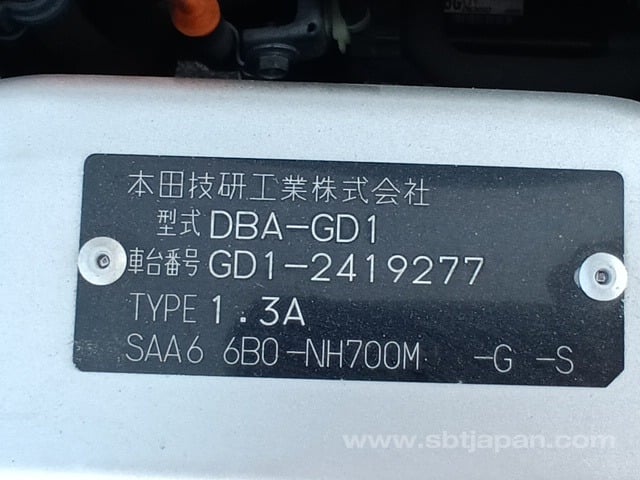 本田技研工業株式会社
型式 DBA-GD1
車台番号 GD1-2419277
TYPE 1.3A
SAA6 6B0-NH700M -G -S
www.sbtjapan.com